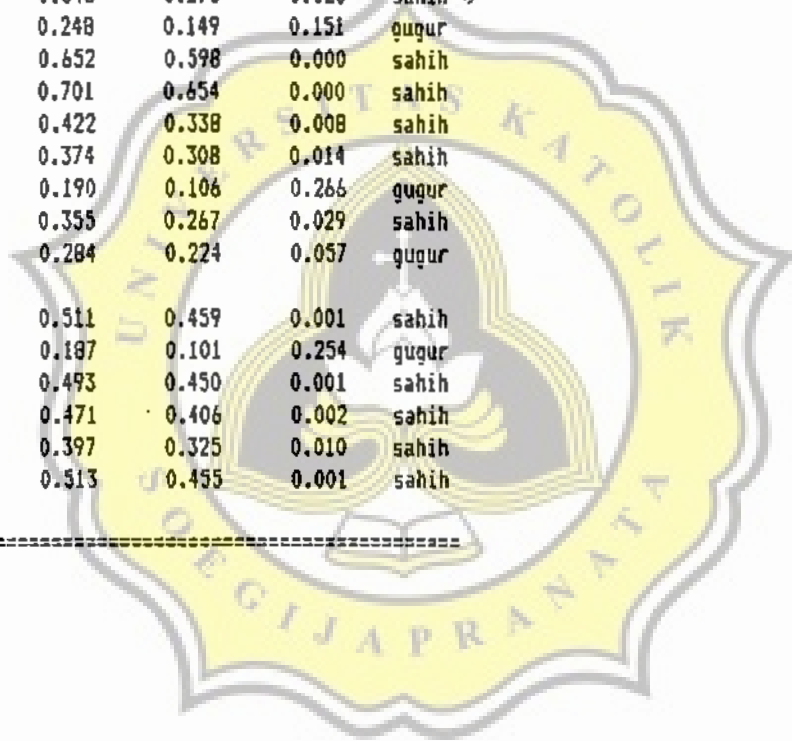 sahih
0.248 0.149 0.151 gugur
0.652 0.598 0.000 sahih
0.701 0.654 0.000 sahih
0.422 0.338 0.008 sahih
0.374 0.308 0.014 sahih
0.190 0.106 0.266 gugur
0.355 0.267 0.029 sahih
0.284 0.224 0.057 gugur
0.511 0.459 0.001 sahih
0.187 0.101 0.254 gugur
0.493 0.450 0.001 sahih
0.471 0.406 0.002 sahih
0.397 0.325 0.010 sahih
0.513 0.455 0.001 sahih
UNIVERSITAS KATOLIK
SOEGIJAPRANATA